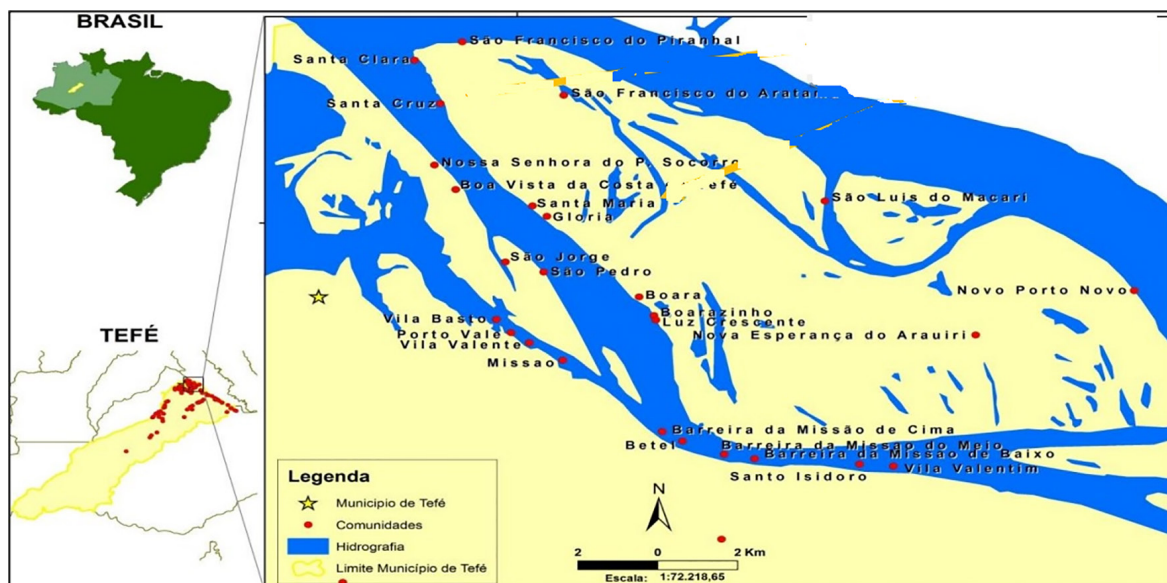 BRASIL
São Francisco do Piranhal
Santa Clara
São Francisco do
Santa Cruz
Nossa Senhora do P. Socorro
Boa Vista da Costa
Santa Maria
São Luis do Macari
Gloria
São Jorge
São Pedro
Novo Porto Novo
Boara
Boarazinho
Vila Basto
Luz Crescente
Porto Vale
Nova Esperança do Arauiri
Vila Valente
Missao
TEFÉ
Barreira da Missão de Cima
Betel
Barreira da Missao do Meio
Barreira da Missão de Baixo
Vila Valentim
Santo Isidoro
Legenda
Municipio de Tefé
Comunidades
Hidrografia
Limite Município de Tefé
N
2 0 2 Km
Escala: 1:72.218,65